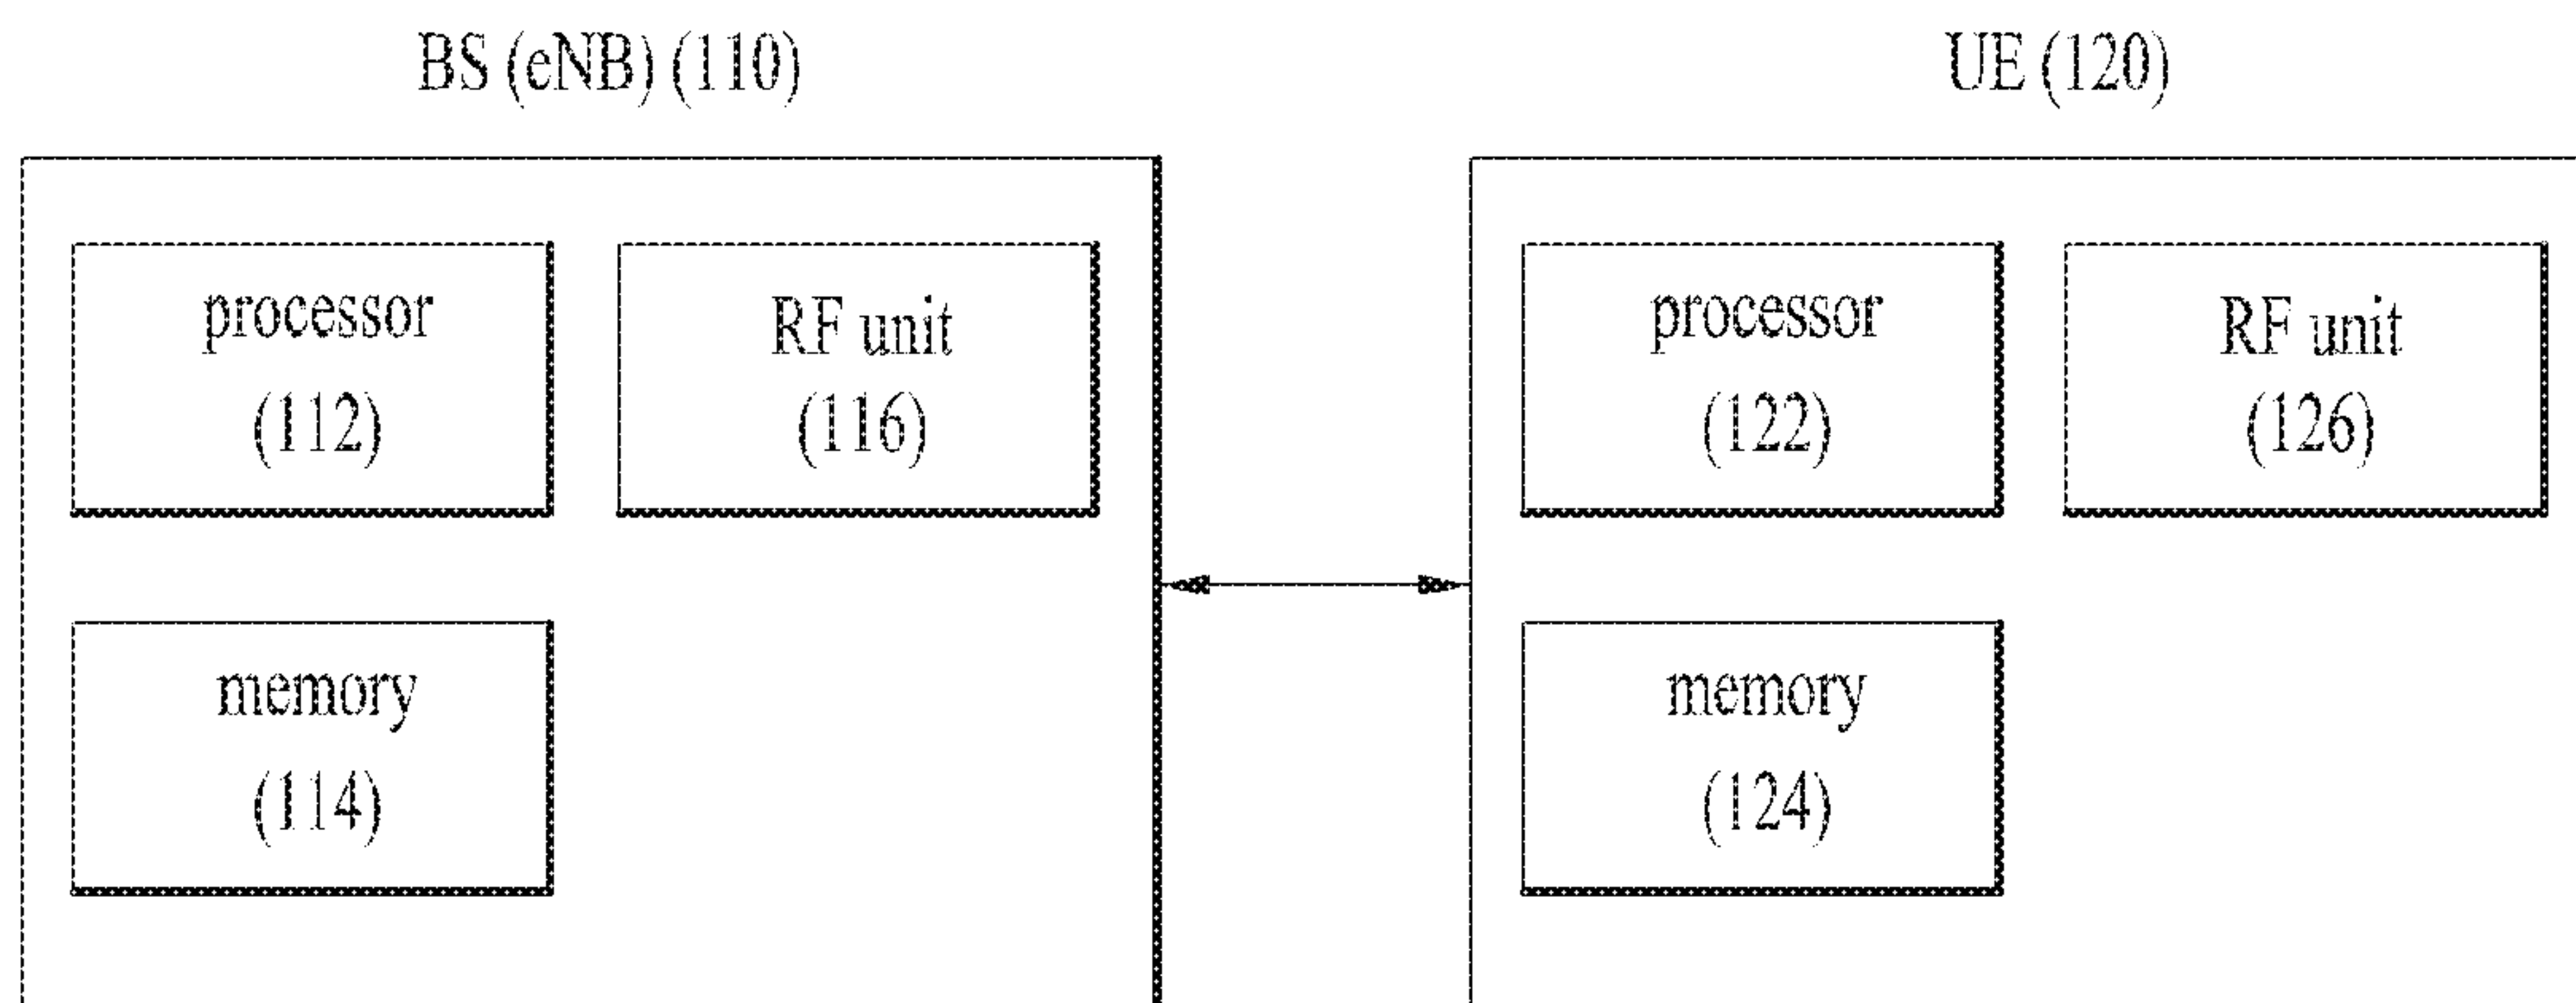 BS (eNB) (110)
processor
(112)
RF unit
(116)
memory
(114)
UE (120)
processor
(122)
RF unit
(126)
memory
(124)